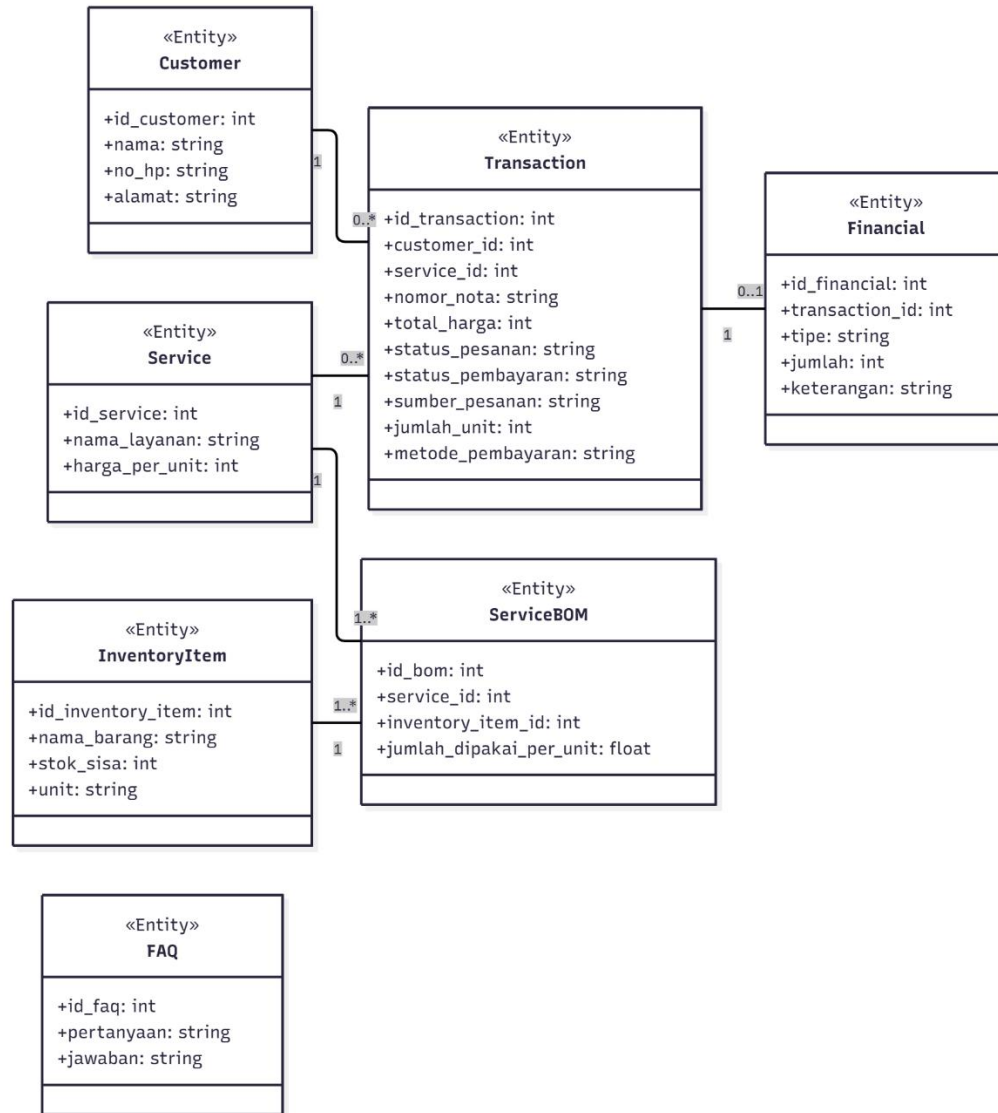 «Entity»
Customer
+id_customer: int
+nama: string
+no_hp: string
+alamat: string
1
0..*
«Entity»
Transaction
+id_transaction: int
+customer_id: int
+service_id: int
+nomor_nota: string
+total_harga: int
+status_pesanan: string
+status_pembayaran: string
+sumber_pesanan: string
+jumlah_unit: int
+metode_pembayaran: string
0..1
1
«Entity»
Financial
+id_financial: int
+transaction_id: int
+tipe: string
+jumlah: int
+keterangan: string
«Entity»
Service
+id_service: int
+nama_layanan: string
+harga_per_unit: int
0..*
1
1
1..*
«Entity»
ServiceBOM
+id_bom: int
+service_id: int
+inventory_item_id: int
+jumlah_dipakai_per_unit: float
«Entity»
InventoryItem
+id_inventory_item: int
+nama_barang: string
+stok_sisa: int
+unit: string
1..*
1
«Entity»
FAQ
+id_faq: int
+pertanyaan: string
+jawaban: string